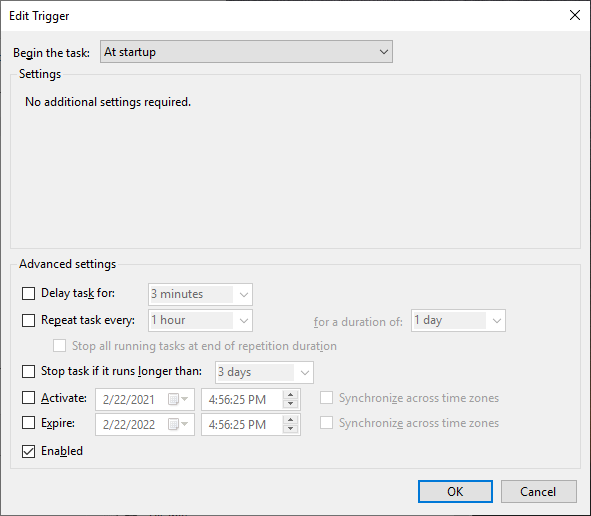 Edit Trigger
Begin the task: At startup
Settings
No additional settings required.
Advanced settings
Delay task for: 3 minutes
Repeat task every: 1 hour for a duration of: 1 day
Stop all running tasks at end of repetition duration
Stop task if it runs longer than: 3 days
Activate: 2/22/2021 4:56:25 PM Synchronize across time zones
Expire: 2/22/2022 4:56:25 PM Synchronize across time zones
Enabled
OK Cancel